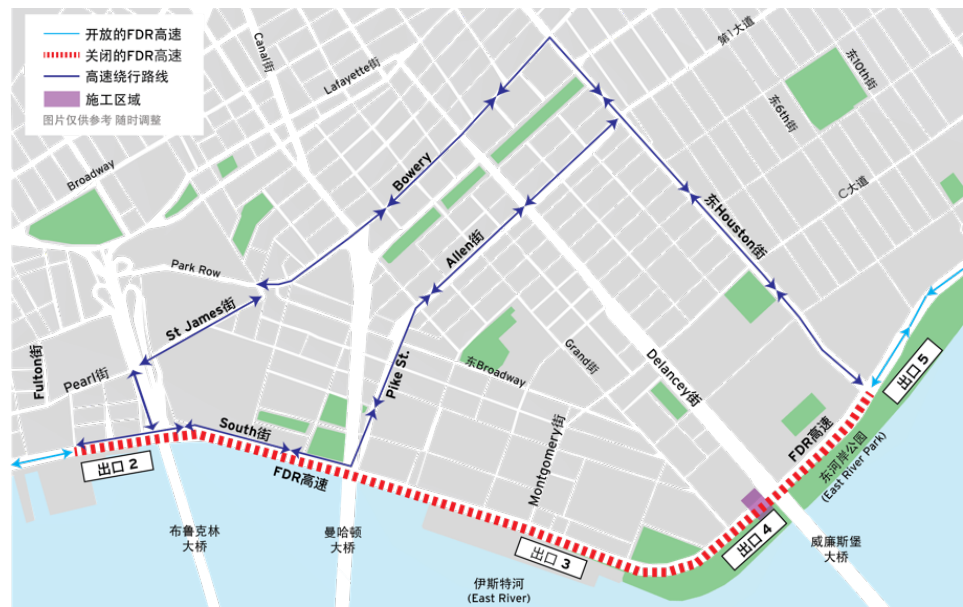 开放的FDR高速
关闭的FDR高速
高速绕行路线
施工区域
图片仅供参考 随时调整
Canal街
Lafayette街
第1大道
东10th街
东6th街
C大道
Broadway
Bowery
Allen街
东Houston街
Park Row
St James街
Fulton街
Pearl街
Pike St.
东Broadway
Grand街
Delancey街
Montgomery街
South街
出口 2
FDR高速
出口 3
出口 4
出口 5
FDR高速
东河岸公园
(East River Park)
布鲁克林
大桥
曼哈顿
大桥
威廉斯堡
大桥
伊斯特河
(East River)